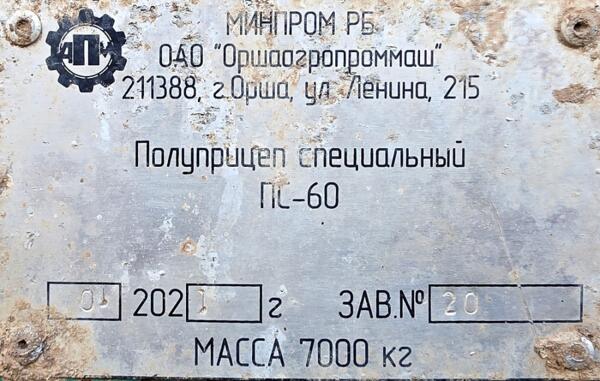 МИНПРОМ РБ
ОАО "Оршаагропроммаш"
211388, г.Орша, ул Ленина, 215
Полуприцеп специальный
ПС-60
01 2021 г ЗАВ.№ 20
МАССА 7000 кг